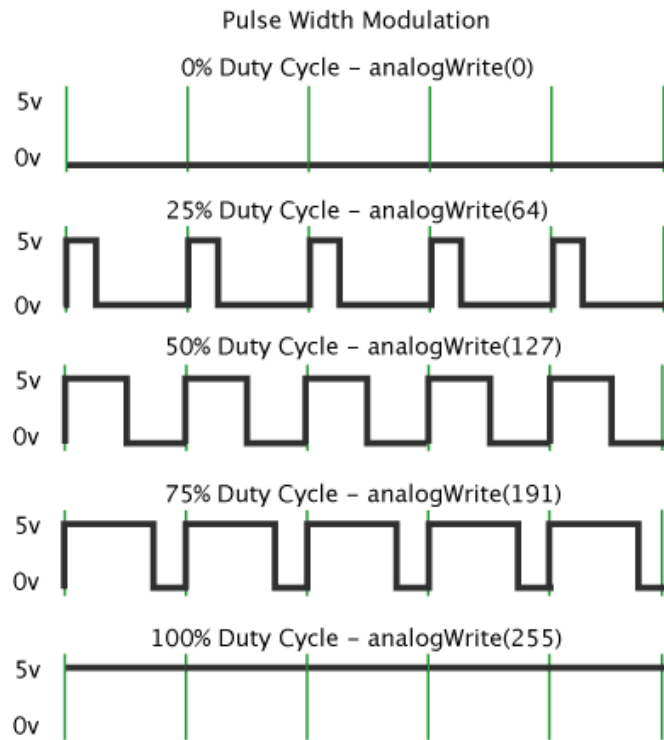 Pulse Width Modulation
0% Duty Cycle – analogWrite(0)
5v
0v
25% Duty Cycle – analogWrite(64)
5v
0v
50% Duty Cycle – analogWrite(127)
5v
0v
75% Duty Cycle – analogWrite(191)
5v
0v
100% Duty Cycle – analogWrite(255)
5v
0v